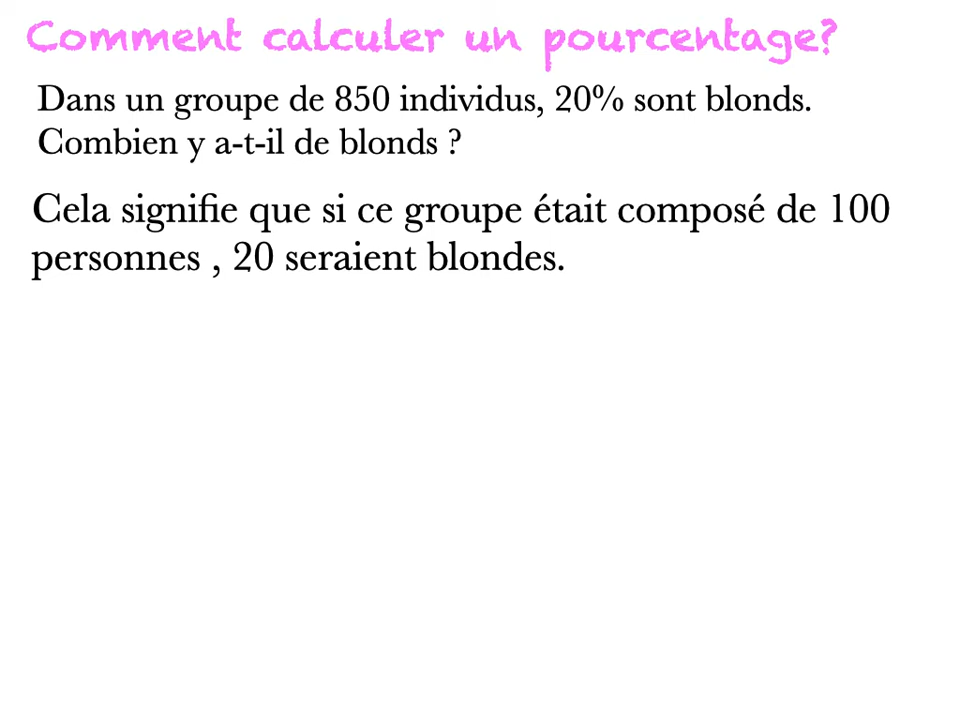 Comment calculer un pourcentage?
Dans un groupe de 850 individus, 20% sont blonds.
Combien y a-t-il de blonds ?
Cela signifie que si ce groupe était composé de 100
personnes , 20 seraient blondes.